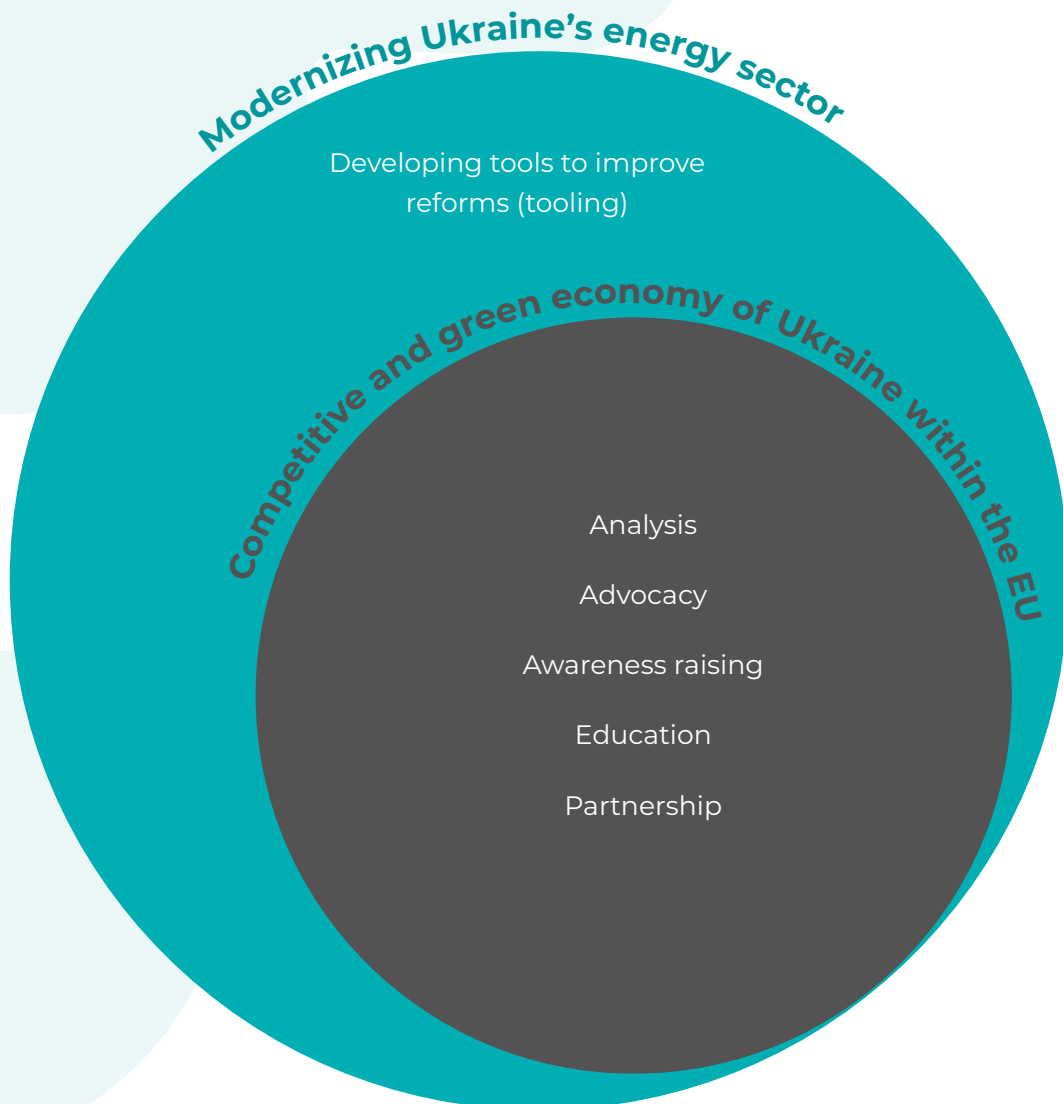 Modernizing Ukraine’s energy sector
Developing tools to improve
reforms (tooling)
Competitive and green economy of Ukraine within the EU
Analysis
Advocacy
Awareness raising
Education
Partnership